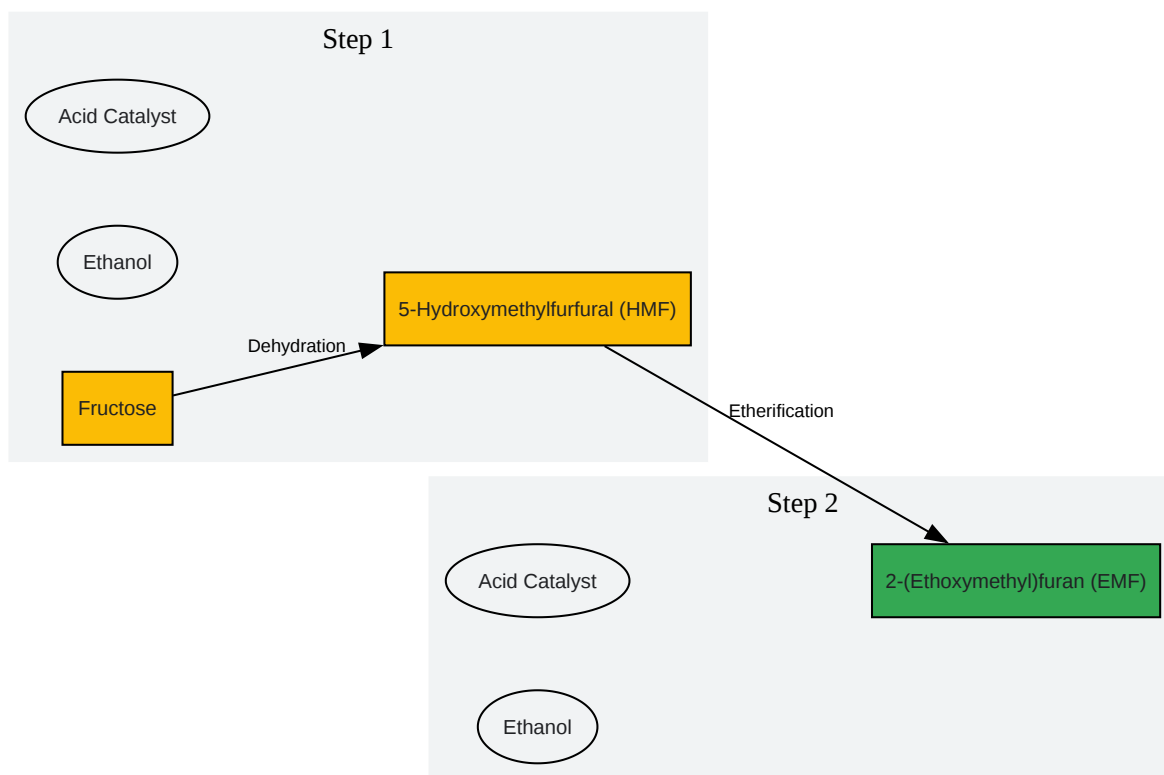 Step 1
Acid Catalyst
Ethanol
5-Hydroxymethylfurfural (HMF)
Dehydration
Fructose
Etherification
Step 2
Acid Catalyst
2-(Ethoxymethyl)furan (EMF)
Ethanol